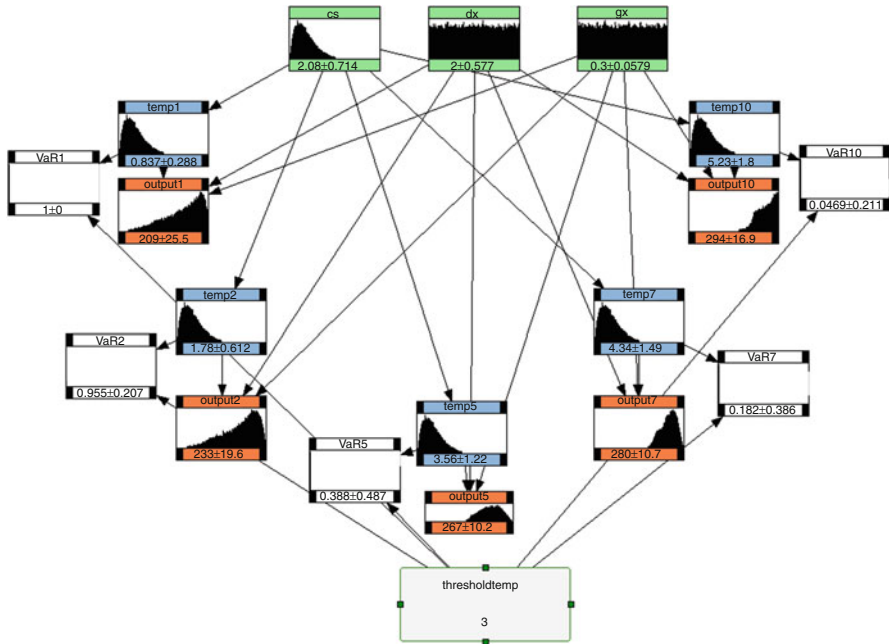 cs
2.08±0.714
dx
2±0.577
gx
0.3±0.0579
temp1
0.837±0.288
temp10
5.23±1.8
VaR1
1±0
output1
209±25.5
output10
294±16.9
VaR10
0.0469±0.211
temp2
1.78±0.612
temp7
4.34±1.49
VaR2
0.955±0.207
VaR7
0.182±0.386
output2
233±19.6
temp5
3.56±1.22
output7
280±10.7
VaR5
0.388±0.487
output5
267±10.2
thresholdtemp
3